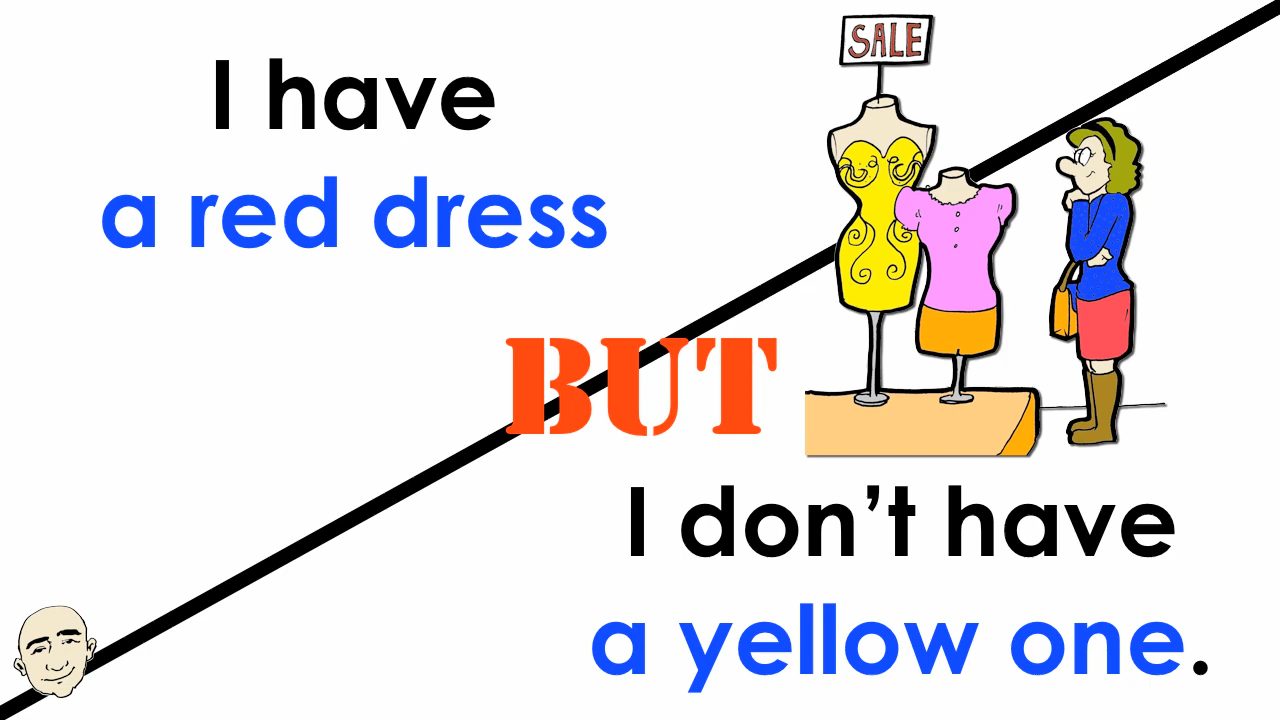 SALE
I have
a red dress
BUT
I don’t have
a yellow one.